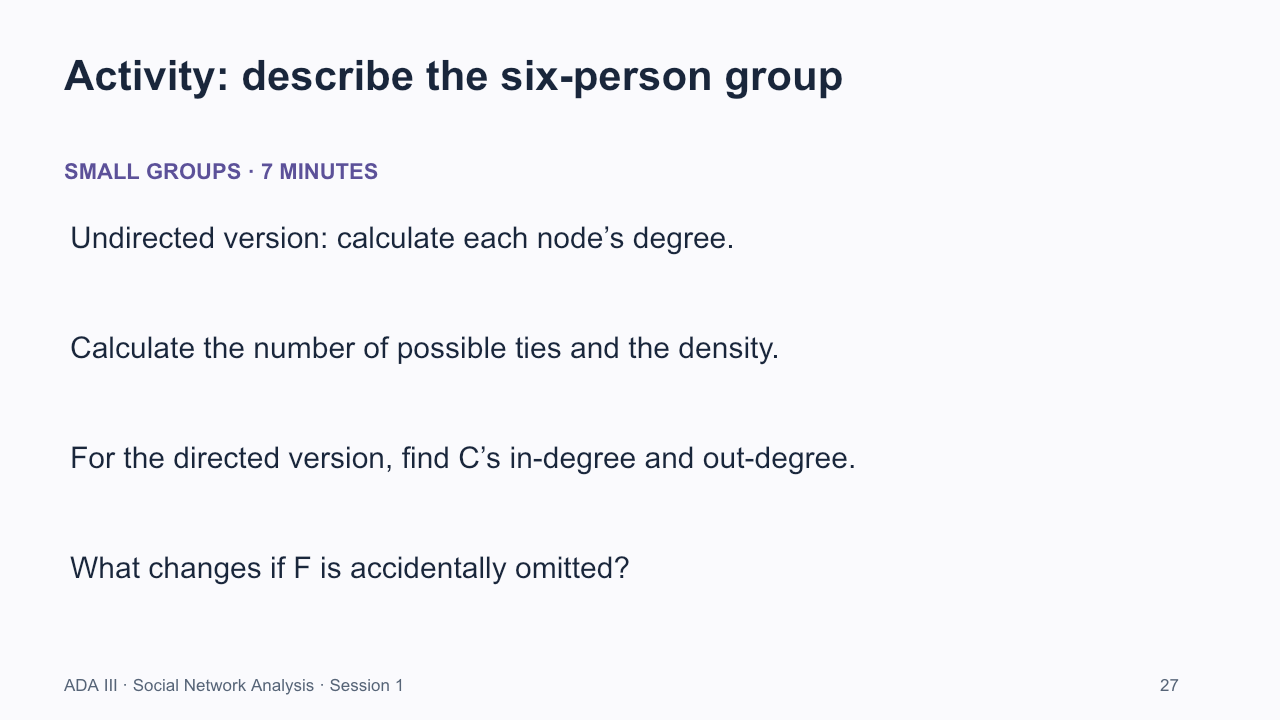 Activity: describe the six-person group
SMALL GROUPS · 7 MINUTES
Undirected version: calculate each node’s degree.
Calculate the number of possible ties and the density.
For the directed version, find C’s in-degree and out-degree.
What changes if F is accidentally omitted?
ADA III · Social Network Analysis · Session 1
27